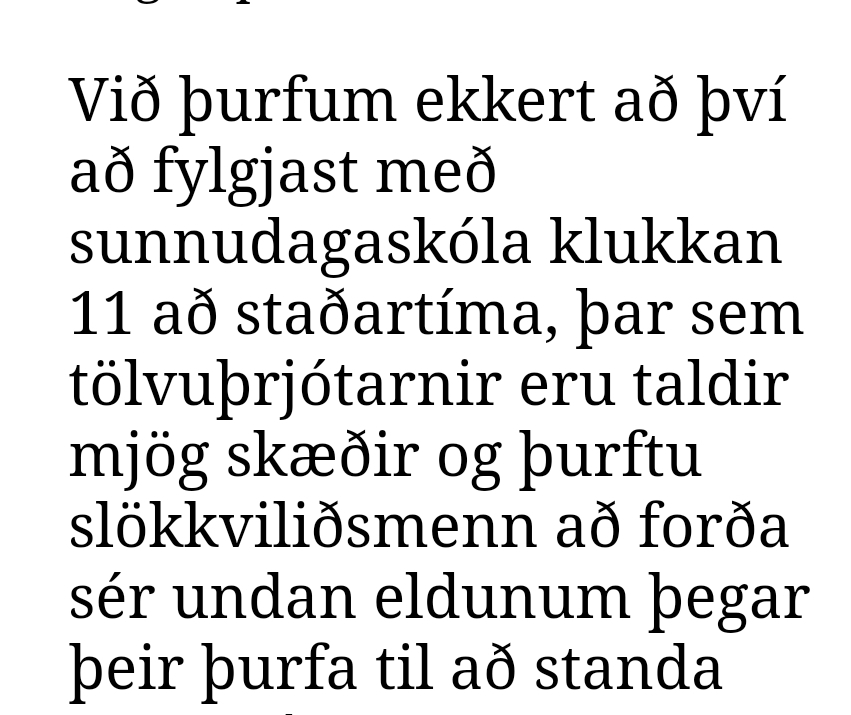 Við þurfum ekkert að því
að fylgjast með
sunnudagaskóla klukkan
11 að staðartíma, þar sem
tölvuþrjótarnir eru taldir
mjög skæðir og þurftu
slökkviliðsmenn að forða
sér undan eldunum þegar
þeir þurfa til að standa